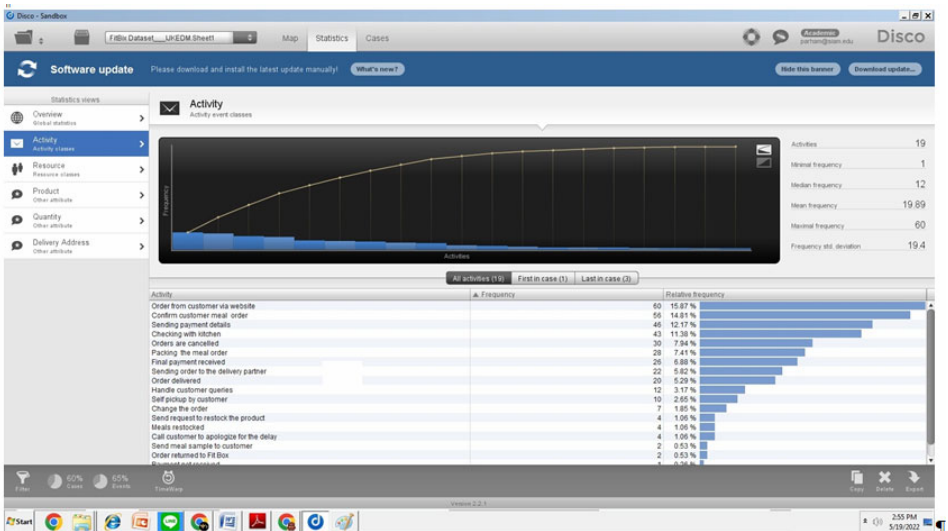 Disco - Sandbox
FitBix.Dataset___UKEDM.Sheet1
Map Statistics Cases
Academic
Disco
Software update Please download and install the latest update manually! What's new? Hide this banner Download update...
Statistics views
Overview
Global statistics
Activity
Activity classes
Resource
Resource classes
Product
Other attribute
Quantity
Other attribute
Delivery Address
Other attribute
Activity
Activity event classes
Frequency
Activities
Activities 19
Minimal frequency 1
Median frequency 12
Mean frequency 19.89
Maximal frequency 60
Frequency std. deviation 19.4
All activities (19) First in case (1) Last in case (3)
Activity Frequency Relative frequency
Order from customer via website 60 15.87 %
Confirm customer meal order 56 14.81 %
Sending payment details 46 12.17 %
Checking with kitchen 43 11.38 %
Orders are cancelled 30 7.94 %
Packing the meal order 28 7.41 %
Final payment received 26 6.88 %
Sending order to the delivery partner 22 5.82 %
Order delivered 20 5.29 %
Handle customer queries 12 3.17 %
Self pickup by customer 10 2.65 %
Change the order 7 1.85 %
Send request to restock the product 4 1.06 %
Meals restocked 4 1.06 %
Call customer to apologize for the delay 4 1.06 %
Send meal sample to customer 2 0.53 %
Order returned to Fit Box 2 0.53 %
Payment not received 1 0.26 %
Filter
60%
Cases
65%
Events
TimeWarp
Copy Delete Export
Version 2.2.1
Start
2:55 PM
5/19/2022